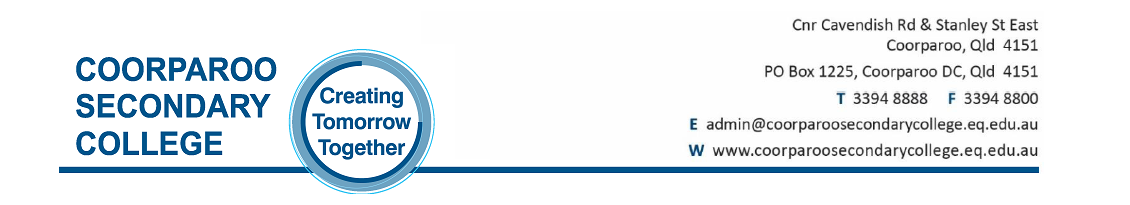 COORPAROO
SECONDARY
COLLEGE
Creating
Tomorrow
Together
Cnr Cavendish Rd & Stanley St East
Coorparoo, Qld 4151
PO Box 1225, Coorparoo DC, Qld 4151
T 3394 8888 F 3394 8800
E admin@coorparoosecondarycollege.eq.edu.au
W www.coorparoosecondarycollege.eq.edu.au